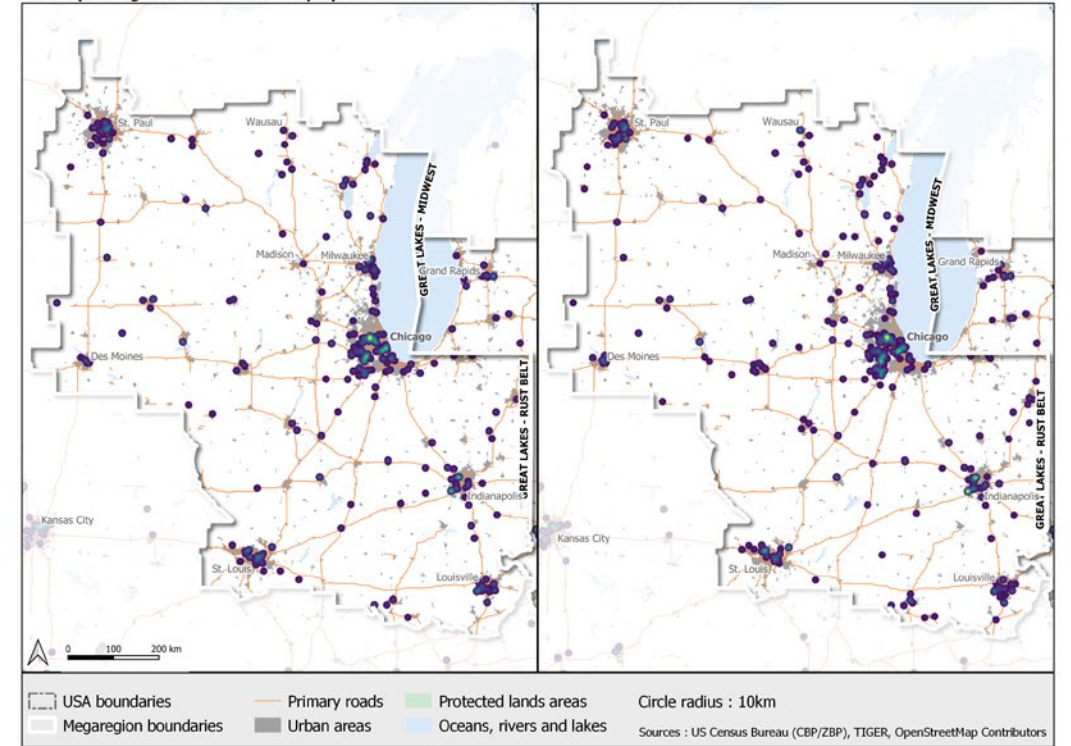 St. Paul
Wausau
GREAT LAKES - MIDWEST
Madison
Milwaukee
Grand Rapids
Chicago
Des Moines
GREAT LAKES - RUST BELT
Indianapolis
Kansas City
St. Louis
Louisville
0 100 200 km
St. Paul
Wausau
GREAT LAKES - MIDWEST
Madison
Milwaukee
Grand Rapids
Chicago
Des Moines
GREAT LAKES - RUST BELT
Indianapolis
Kansas City
St. Louis
Louisville
USA boundaries
Primary roads
Protected lands areas
Circle radius : 10km
Megaregion boundaries
Urban areas
Oceans, rivers and lakes
Sources : US Census Bureau (CBP/ZBP), TIGER, OpenStreetMap Contributors